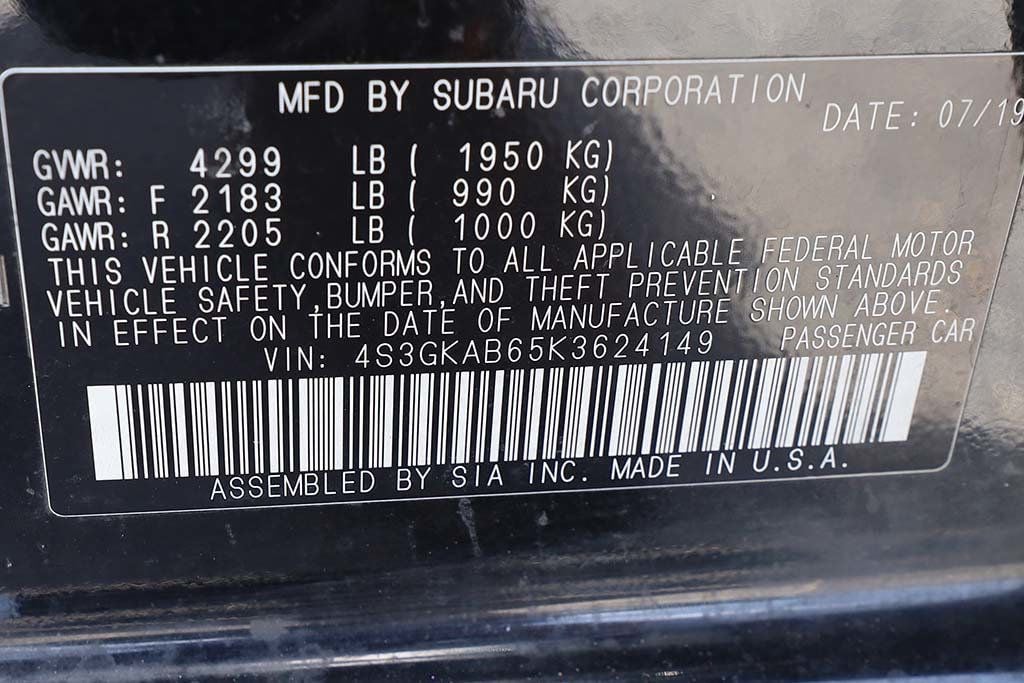 MFD BY SUBARU CORPORATION
DATE: 07/19
GVWR: 4299 LB ( 1950 KG)
GAWR: F 2183 LB ( 990 KG)
GAWR: R 2205 LB ( 1000 KG)
THIS VEHICLE CONFORMS TO ALL APPLICABLE FEDERAL MOTOR
VEHICLE SAFETY,BUMPER,AND THEFT PREVENTION STANDARDS
IN EFFECT ON THE DATE OF MANUFACTURE SHOWN ABOVE.
VIN: 4S3GKAB65K3624149 PASSENGER CAR
ASSEMBLED BY SIA INC. MADE IN U.S.A.